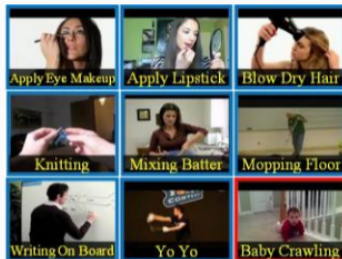 Apply Eye Makeup
Apply Lipstick
Blow Dry Hair
Knitting
Mixing Batter
Mopping Floor
Writing On Board
Yo Yo
Baby Crawling